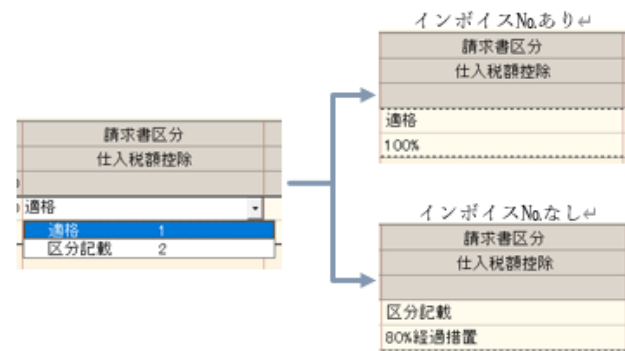 請求書区分
仕入税額控除
適格
適格 1
区分記載 2
インボイス№あり↵
請求書区分
仕入税額控除
適格
100%
インボイス№なし↵
請求書区分
仕入税額控除
区分記載
80%経過措置